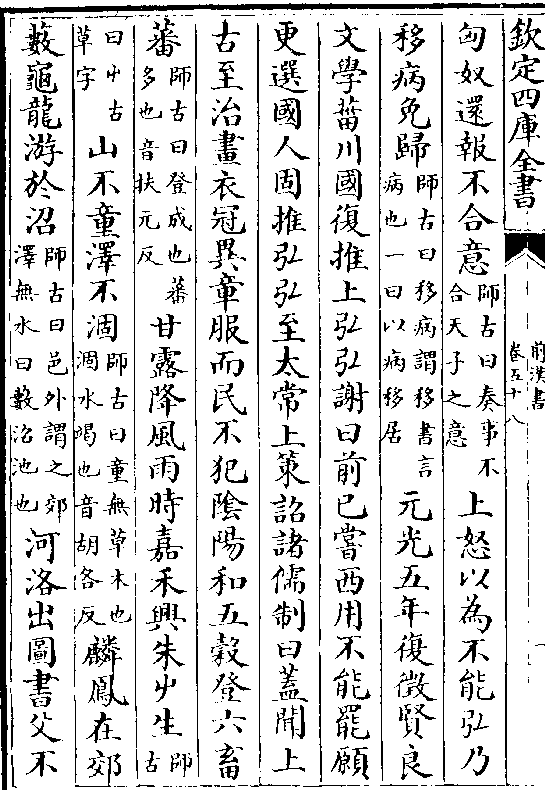 欽定四庫全書
前漢書
卷五十八
一
匈奴還報不合意師古曰奏事不合天子之意上怒以為不能弘乃
移病免歸師古曰移病謂移書言病也一曰以病移居元光五年復徵賢良
文學菑川國復推上弘弘謝曰前已嘗西用不能罷願
更選國人固推弘弘至太常上策詔諸儒制曰蓋聞上
古至治畫衣冠異章服而民不犯陰陽和五穀登六畜
蕃師古曰登成也蕃多也音扶元反甘露降風雨時嘉禾興朱屮生師古
曰屮古草字山不童澤不涸師古曰童無草木也涸水竭也音胡各反麟鳳在郊
藪龜龍游於沼師古曰邑外謂之郊澤無水曰藪沼池也河洛出圖書父不